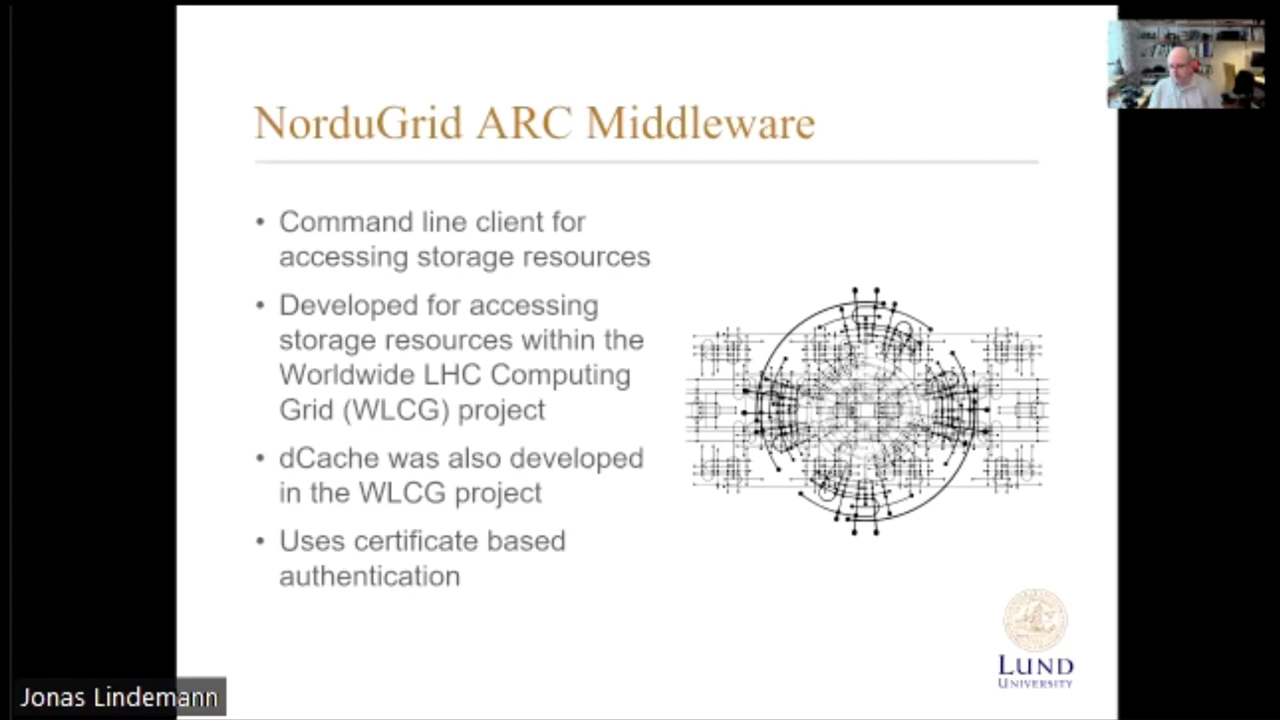 NorduGrid ARC Middleware
• Command line client for
accessing storage resources
• Developed for accessing
storage resources within the
Worldwide LHC Computing
Grid (WLCG) project
• dCache was also developed
in the WLCG project
• Uses certificate based
authentication
LUND
UNIVERSITY
Jonas Lindemann